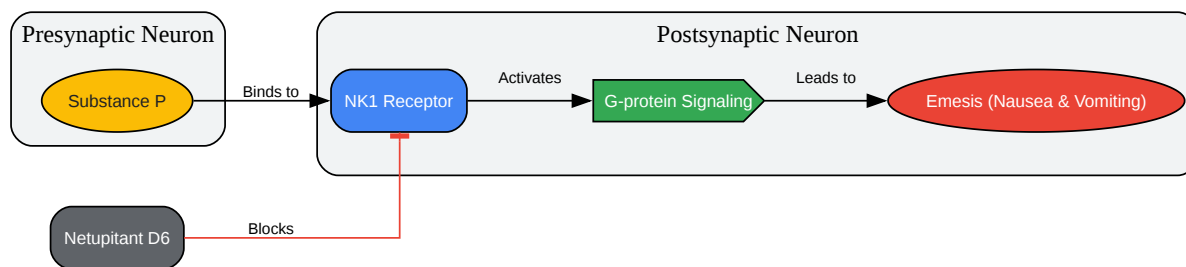 Presynaptic Neuron
Postsynaptic Neuron
Substance P
Binds to
NK1 Receptor
Activates
G-protein Signaling
Leads to
Emesis (Nausea & Vomiting)
Netupitant D6
Blocks